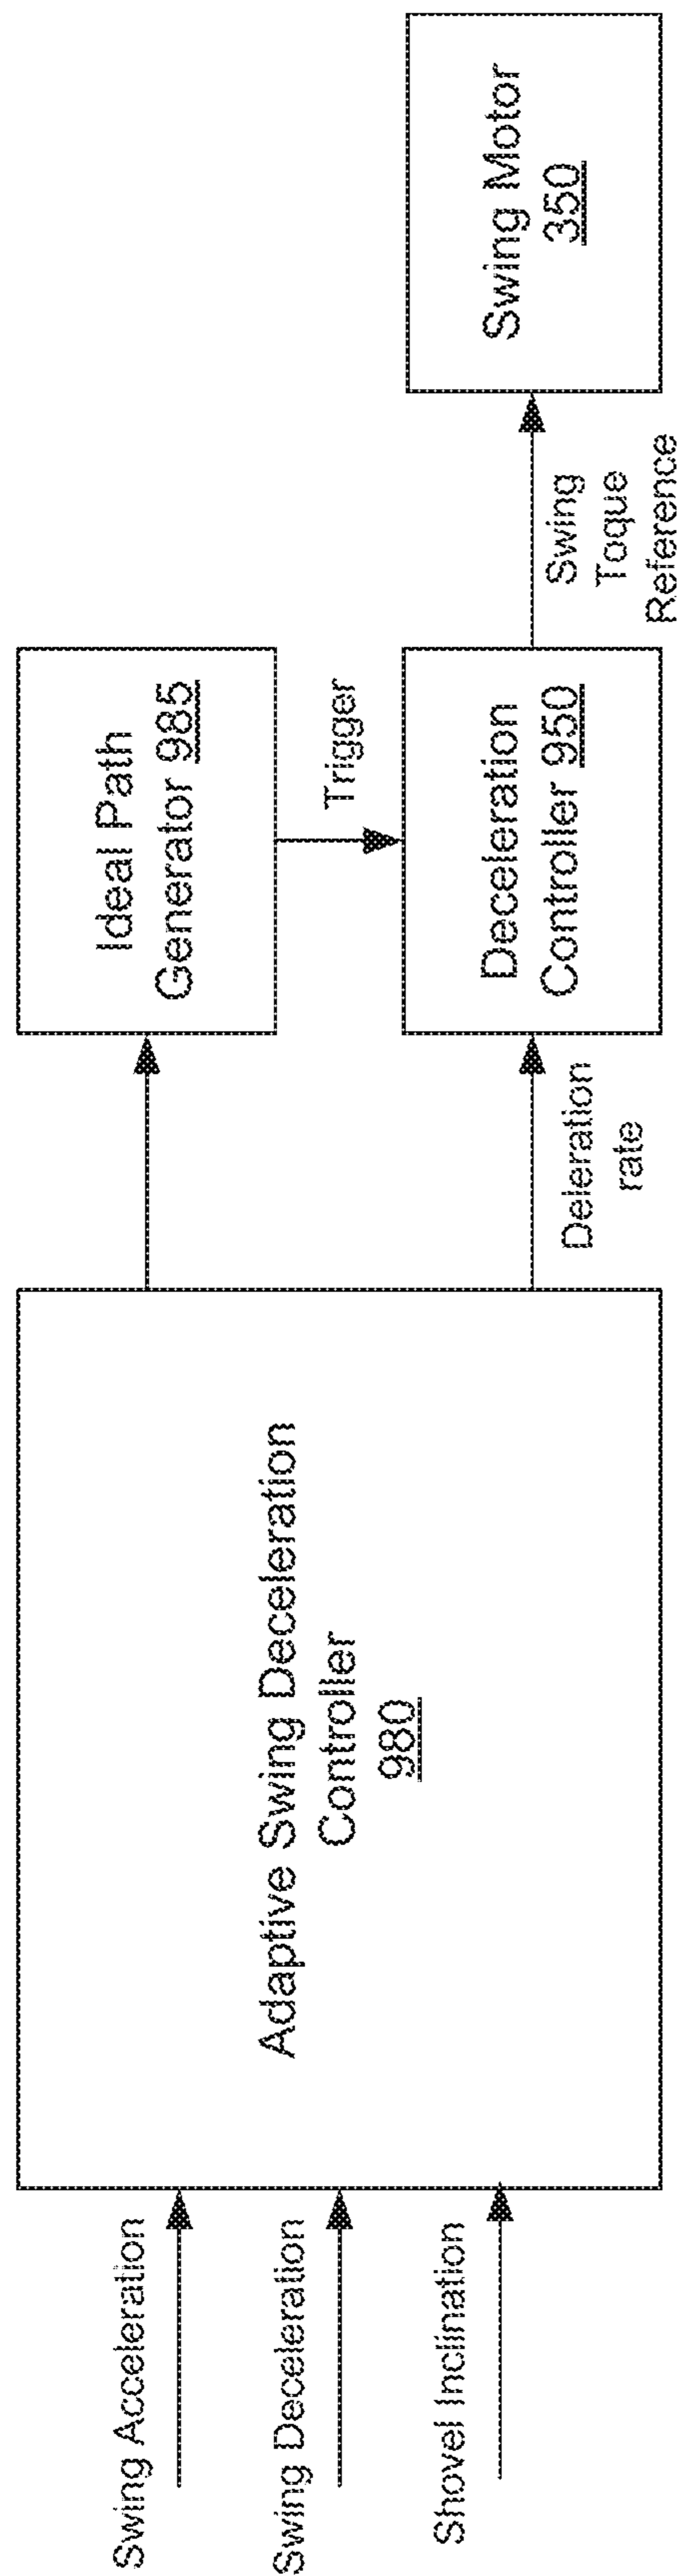 Swing Acceleration
Swing Deceleration
Shovel Inclination
Adaptive Swing Deceleration
Controller
980
Ideal Path
Generator 985
Trigger
Deleration
rate
Deceleration
Controller 950
Swing
Toque
Reference
Swing Motor
350